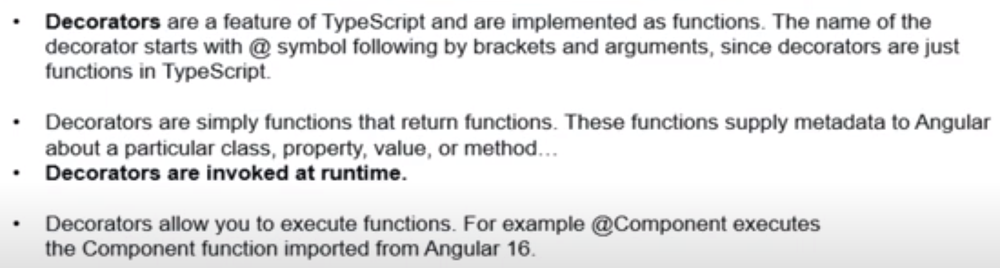 • Decorators are a feature of TypeScript and are implemented as functions. The name of the
decorator starts with @ symbol following by brackets and arguments, since decorators are just
functions in TypeScript.
• Decorators are simply functions that return functions. These functions supply metadata to Angular
about a particular class, property, value, or method...
• Decorators are invoked at runtime.
• Decorators allow you to execute functions. For example @Component executes
the Component function imported from Angular 16.